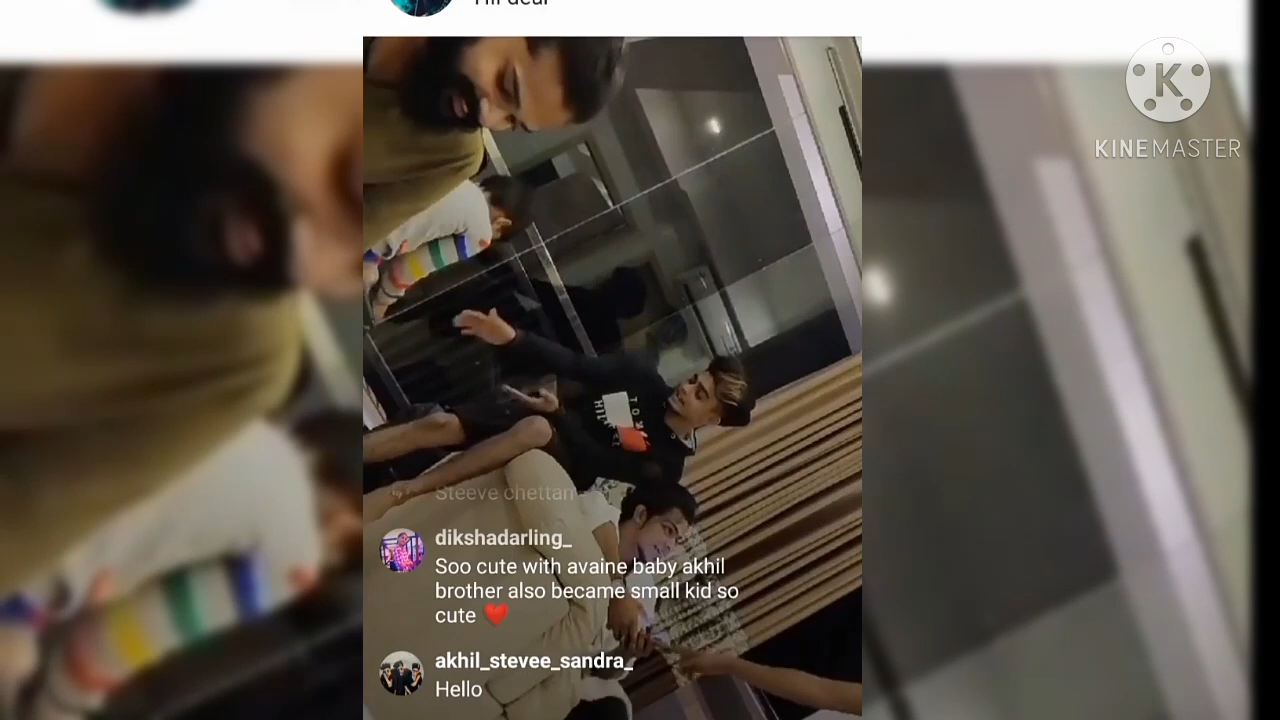 KINEMASTER
Steeve chettan
dikshadarling_
Soo cute with avaine baby akhil
brother also became small kid so
cute ❤️
akhil_stevee_sandra_
Hello